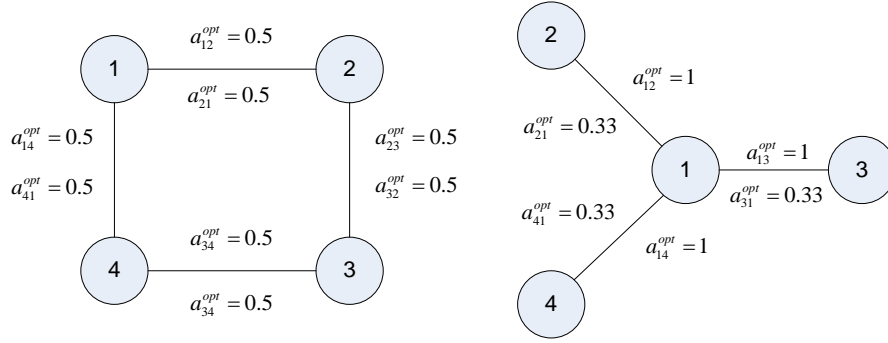 a_{12}^{opt} = 0.5
1
2
a_{21}^{opt} = 0.5
a_{14}^{opt} = 0.5
a_{41}^{opt} = 0.5
a_{23}^{opt} = 0.5
a_{32}^{opt} = 0.5
a_{34}^{opt} = 0.5
4
3
a_{34}^{opt} = 0.5
2
a_{12}^{opt} = 1
a_{21}^{opt} = 0.33
1
a_{13}^{opt} = 1
3
a_{31}^{opt} = 0.33
a_{41}^{opt} = 0.33
a_{14}^{opt} = 1
4